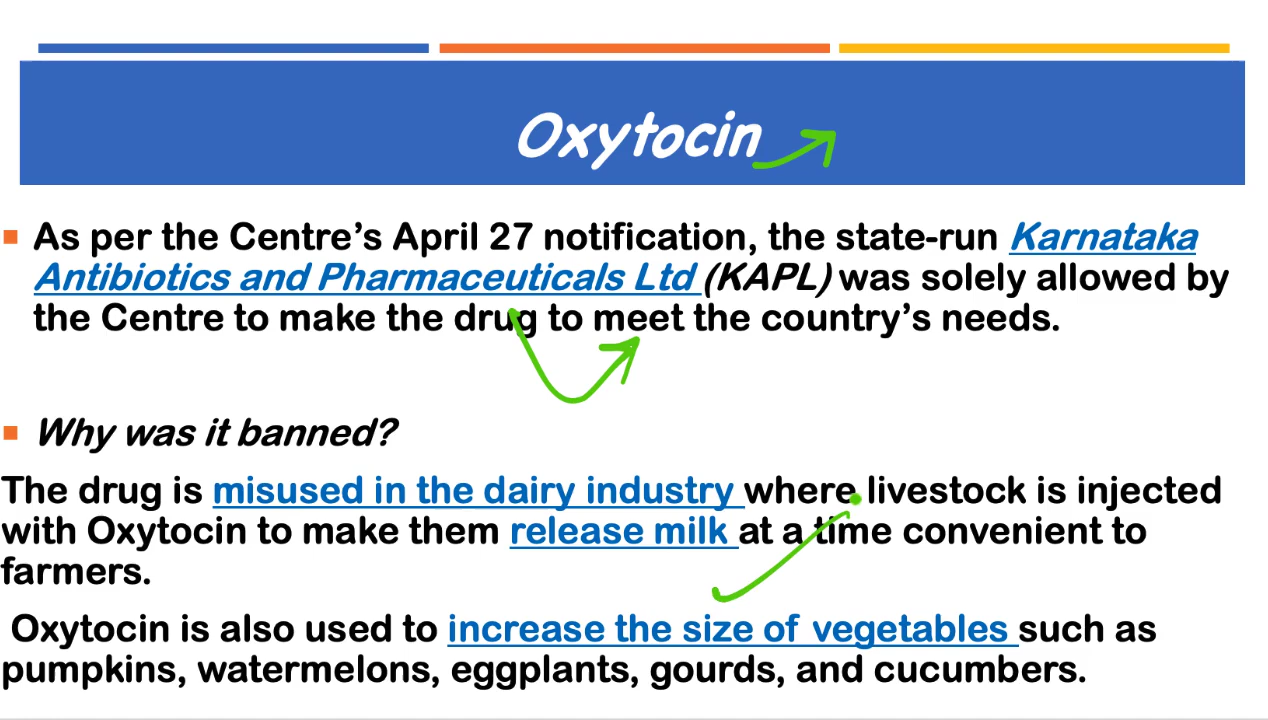 Oxytocin
As per the Centre’s April 27 notification, the state-run Karnataka
Antibiotics and Pharmaceuticals Ltd (KAPL) was solely allowed by
the Centre to make the drug to meet the country’s needs.
Why was it banned?
The drug is misused in the dairy industry where livestock is injected
with Oxytocin to make them release milk at a time convenient to
farmers.
Oxytocin is also used to increase the size of vegetables such as
pumpkins, watermelons, eggplants, gourds, and cucumbers.